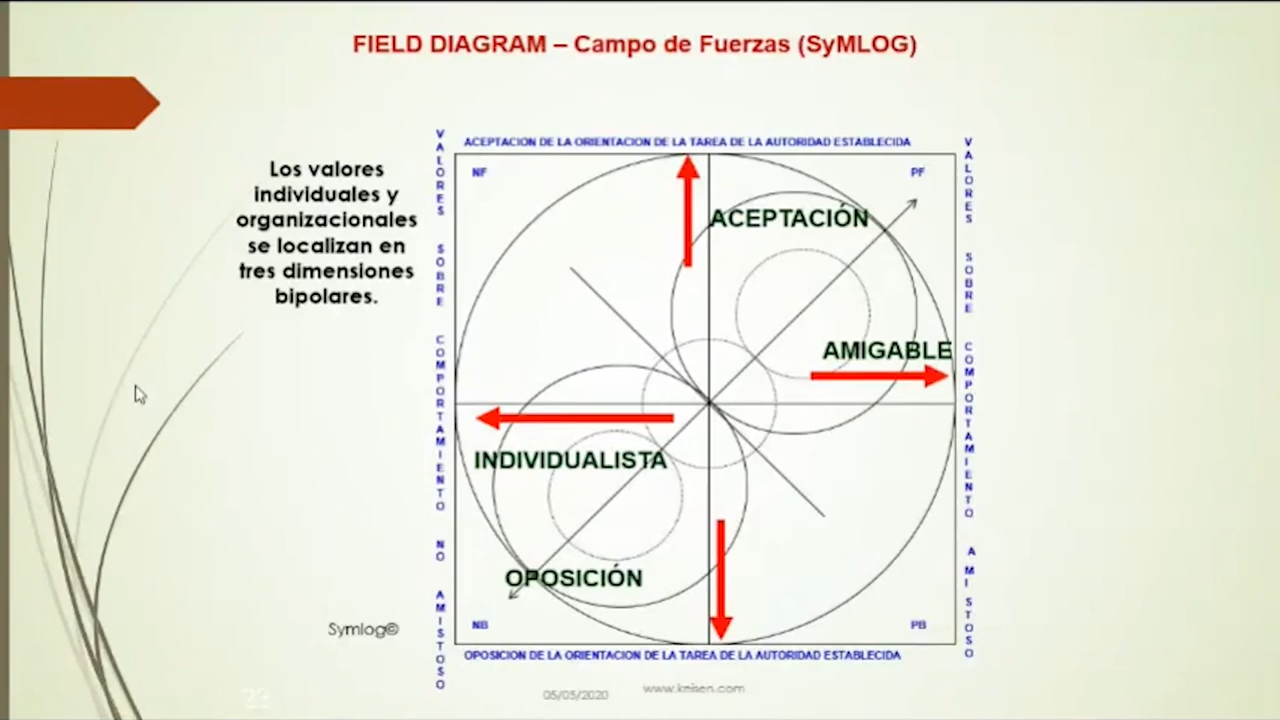 FIELD DIAGRAM – Campo de Fuerzas (SyMLOG)
Los valores
individuales y
organizacionales
se localizan en
tres dimensiones
bipolares.
VALORES SOBRE COMPORTAMIENTO NO AMISTOSO
ACEPTACION DE LA ORIENTACION DE LA TAREA DE LA AUTORIDAD ESTABLECIDA
VALORES SOBRE COMPORTAMIENTO AMISTOSO
NF
PF
ACEPTACIÓN
AMIGABLE
INDIVIDUALISTA
OPOSICIÓN
NB
PB
OPOSICION DE LA ORIENTACION DE LA TAREA DE LA AUTORIDAD ESTABLECIDA
Symlog©
23
05/05/2020
www.keisen.com